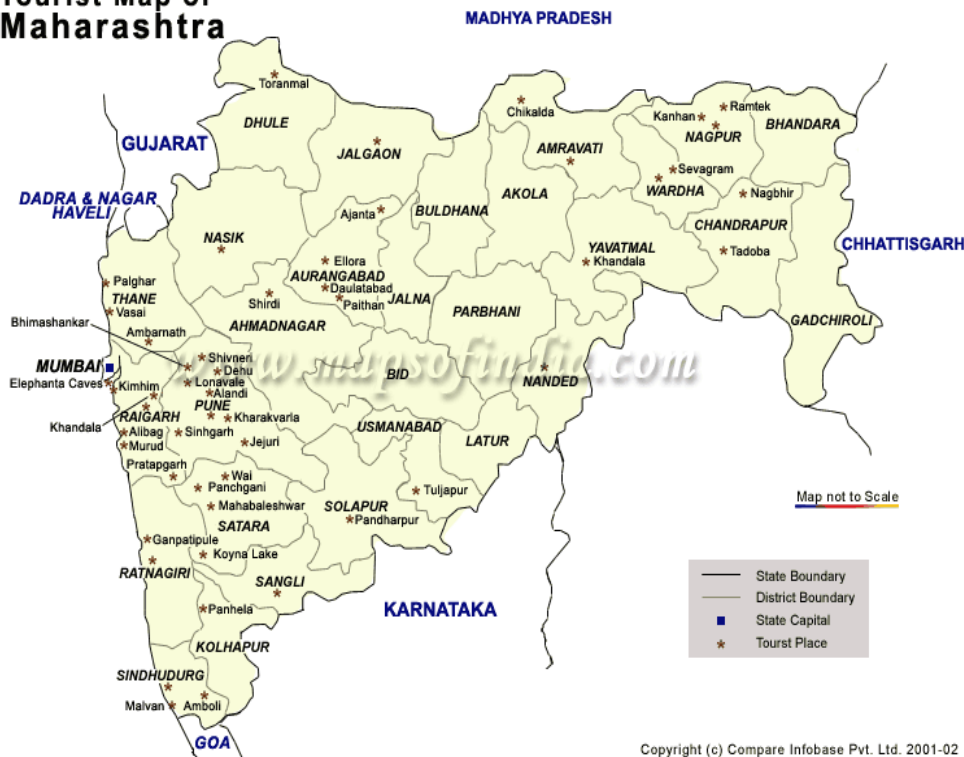 Tourist Map of
Maharashtra
MADHYA PRADESH
Toranmal
DHULE
GUJARAT
JALGAON
Chikalda
AMRAVATI
Kanhan
Ramtek
NAGPUR
BHANDARA
Sevagram
WARDHA
Nagbhir
DADRA & NAGAR
HAVELI
Ajanta
BULDHANA
AKOLA
CHANDRAPUR
NASIK
Ellora
AURANGABAD
Daulatabad
Paithan
JALNA
YAVATMAL
Khandala
Tadoba
CHHATTISGARH
Palghar
THANE
Vasai
Shirdi
AHMADNAGAR
PARBHANI
GADCHIROLI
Bhimashankar
Ambarnath
www.mapsofindia.com
MUMBAI
Shivneri
Dehu
Elephanta Caves
Kimhim
Lonavale
Alandi
BID
NANDED
PUNE
RAIGARH
Kharakvarla
Khandala
Alibag
Sinhgarh
Murud
Jejuri
USMANABAD
LATUR
Pratapgarh
Wai
Panchgani
Mahabaleshwar
SATARA
SOLAPUR
Tuljapur
Pandharpur
Map not to Scale
Ganpatipule
Koyna Lake
RATNAGIRI
SANGLI
Panhela
KARNATAKA
KOLHAPUR
SINDHUDURG
Malvan
Amboli
GOA
State Boundary
District Boundary
State Capital
Tourst Place
Copyright (c) Compare Infobase Pvt. Ltd. 2001-02